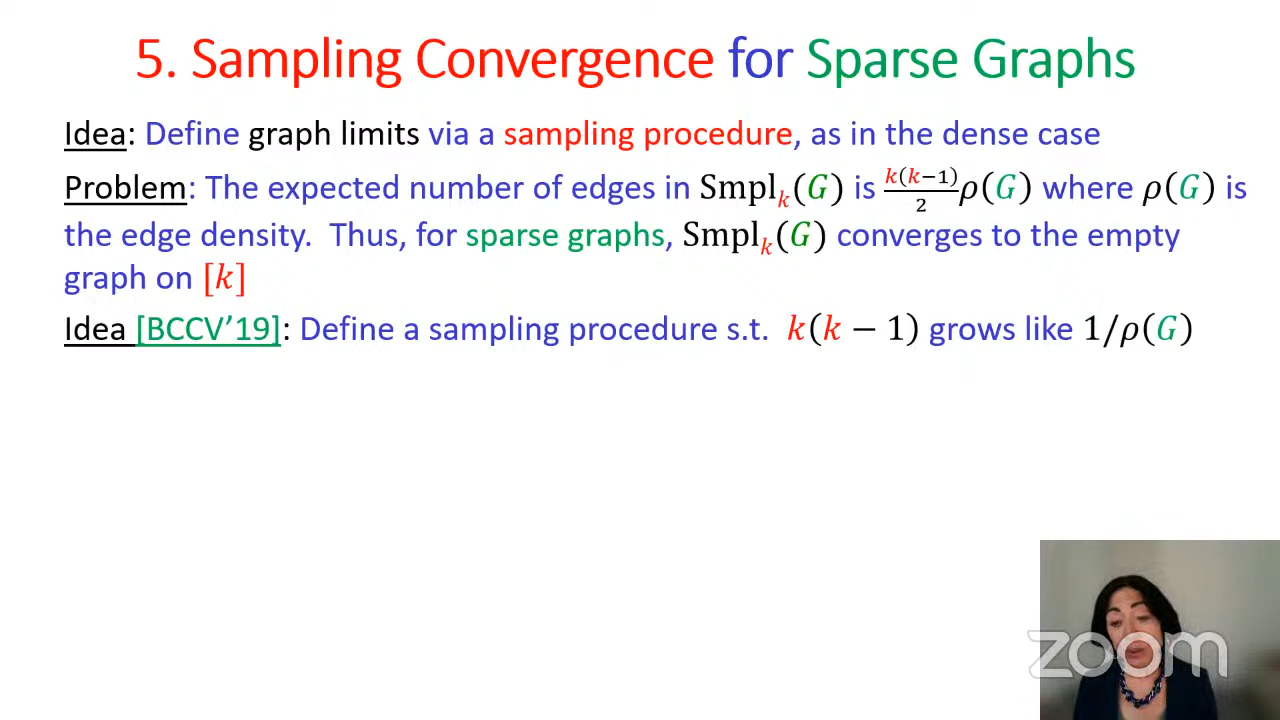 5. Sampling Convergence for Sparse Graphs
Idea: Define graph limits via a sampling procedure, as in the dense case
Problem: The expected number of edges in Smplₖ(G) is k(k−1)/2 ρ(G) where ρ(G) is
the edge density. Thus, for sparse graphs, Smplₖ(G) converges to the empty
graph on [k]
Idea [BCCV’19]: Define a sampling procedure s.t. k(k − 1) grows like 1/ρ(G)
zoom